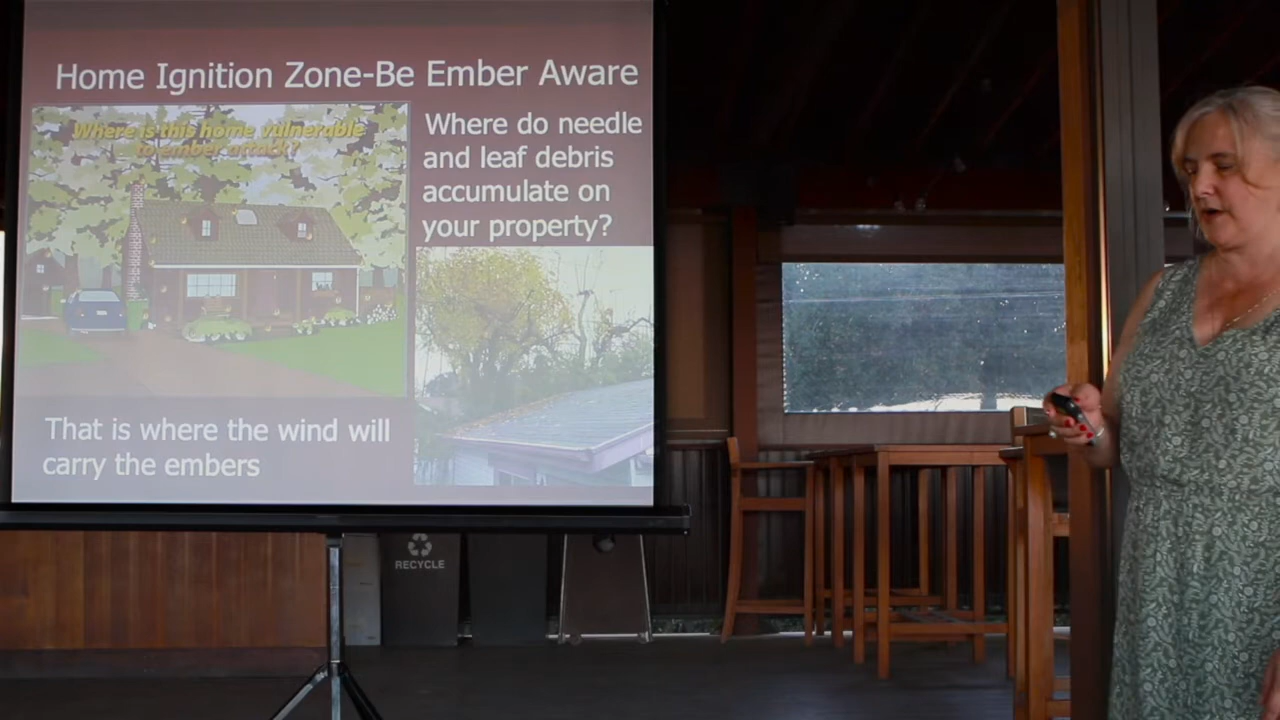 Home Ignition Zone-Be Ember Aware
Where is this home vulnerable
to ember attack?
Where do needle
and leaf debris
accumulate on
your property?
That is where the wind will
carry the embers
RECYCLE